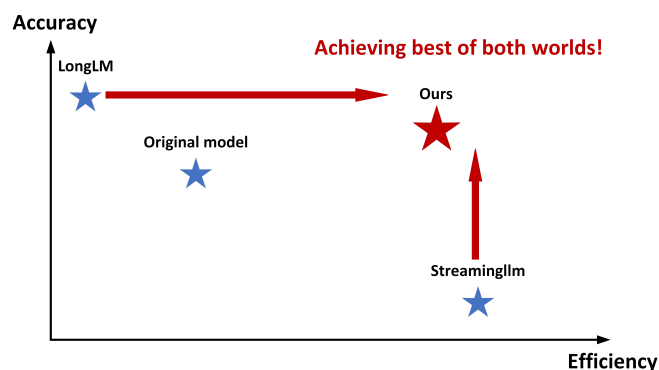 Accuracy
Achieving best of both worlds!
LongLM
Ours
Original model
Streamingllm
Efficiency